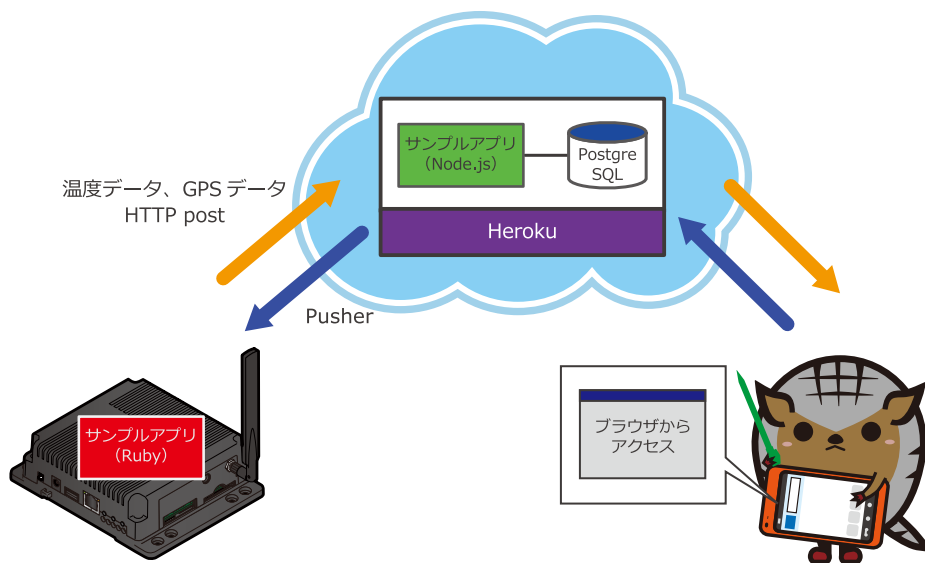 サンプルアプリ
（Node.js）
Postgre
SQL
Heroku
温度データ、GPS データ
HTTP post
Pusher
サンプルアプリ
（Ruby）
ブラウザから
アクセス